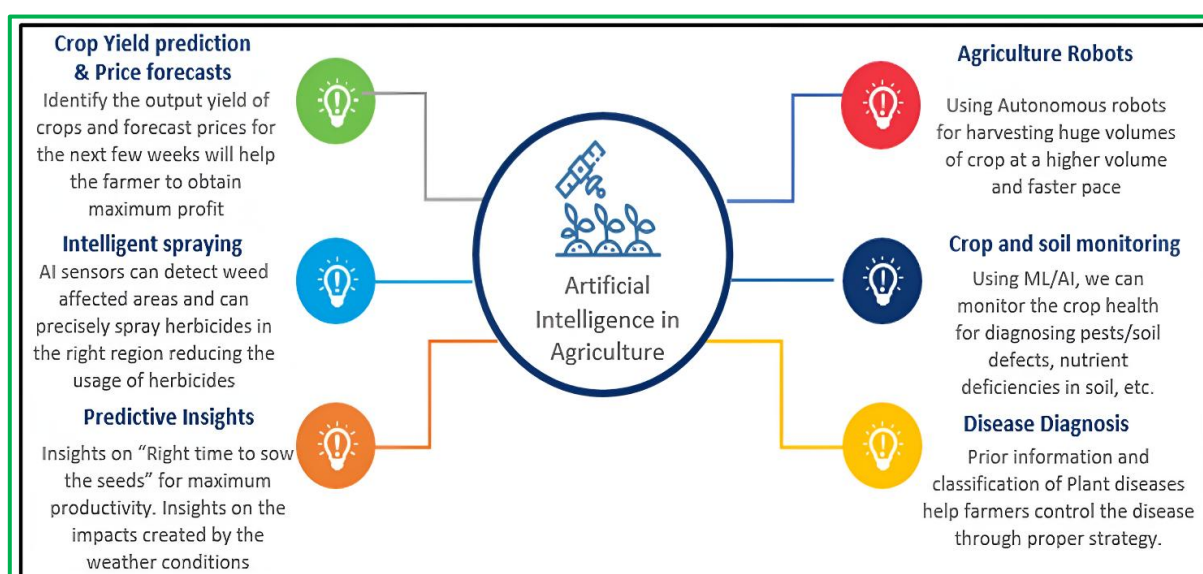 Crop Yield prediction
& Price forecasts
Identify the output yield of
crops and forecast prices for
the next few weeks will help
the farmer to obtain
maximum profit
Intelligent spraying
AI sensors can detect weed
affected areas and can
precisely spray herbicides in
the right region reducing the
usage of herbicides
Predictive Insights
Insights on “Right time to sow
the seeds” for maximum
productivity. Insights on the
impacts created by the
weather conditions
Artificial
Intelligence in
Agriculture
Agriculture Robots
Using Autonomous robots
for harvesting huge volumes
of crop at a higher volume
and faster pace
Crop and soil monitoring
Using ML/AI, we can
monitor the crop health
for diagnosing pests/soil
defects, nutrient
deficiencies in soil, etc.
Disease Diagnosis
Prior information and
classification of Plant diseases
help farmers control the disease
through proper strategy.